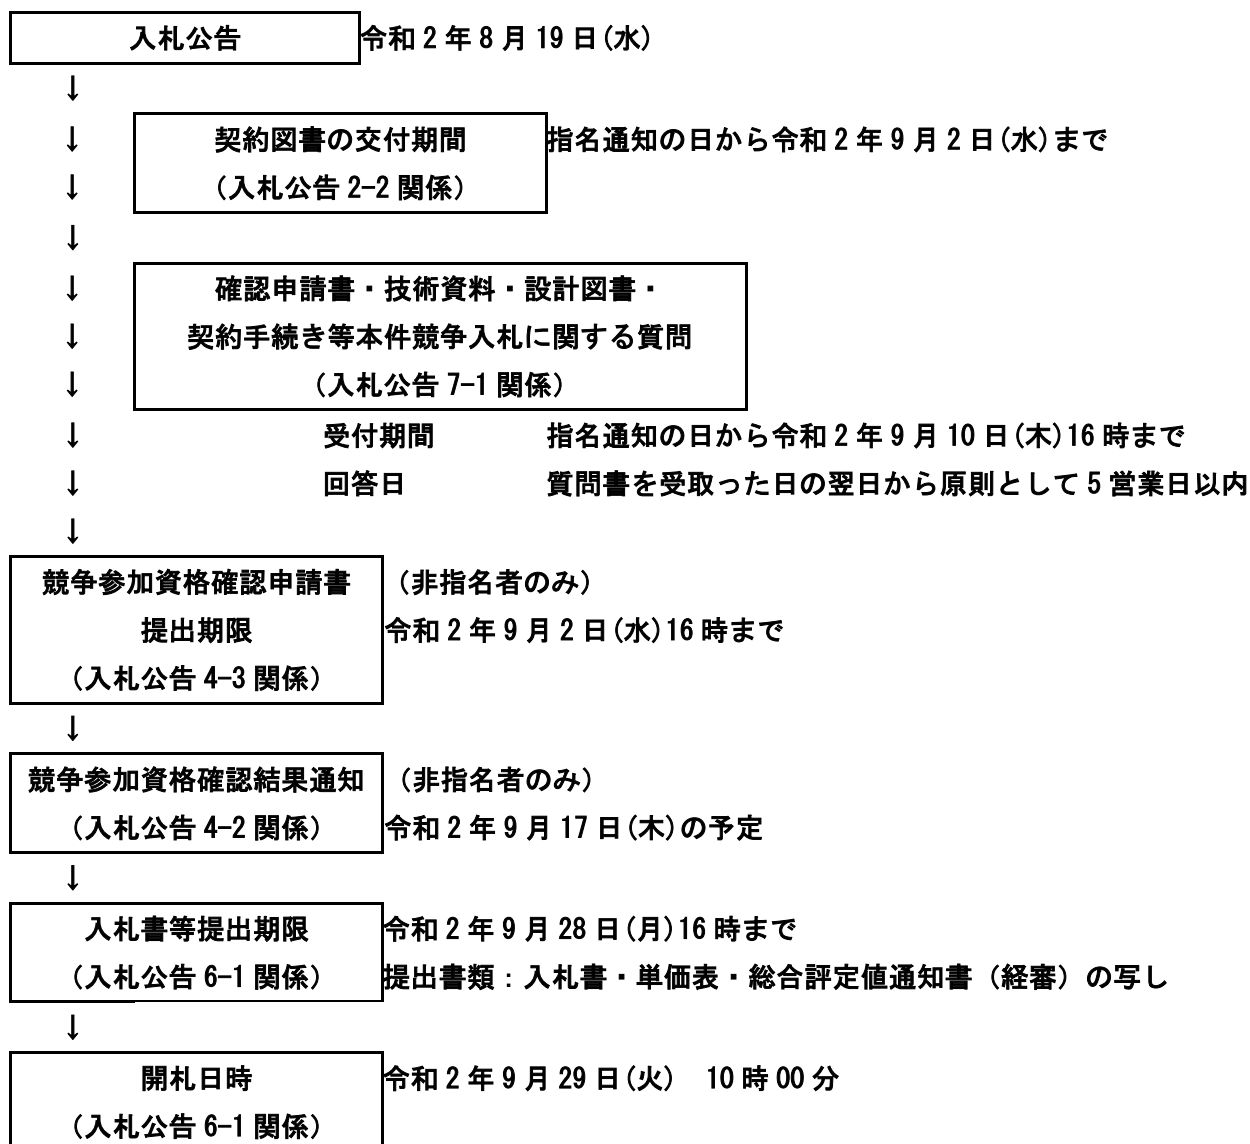 入札公告 令和2年8月19日(水)
↓
↓ 契約図書の交付期間 指名通知の日から令和2年9月2日(水)まで
↓ （入札公告2-2関係）
↓
↓ 確認申請書・技術資料・設計図書・
↓ 契約手続き等本件競争入札に関する質問
↓ （入札公告7-1関係）
↓ 受付期間 指名通知の日から令和2年9月10日(木)16時まで
↓ 回答日 質問書を受取った日の翌日から原則として5営業日以内
↓
競争参加資格確認申請書 （非指名者のみ）
提出期限 令和2年9月2日(水)16時まで
（入札公告4-3関係）
↓
競争参加資格確認結果通知 （非指名者のみ）
（入札公告4-2関係） 令和2年9月17日(木)の予定
↓
入札書等提出期限 令和2年9月28日(月)16時まで
（入札公告6-1関係） 提出書類：入札書・単価表・総合評定値通知書（経審）の写し
↓
開札日時 令和2年9月29日(火) 10時00分
（入札公告6-1関係）